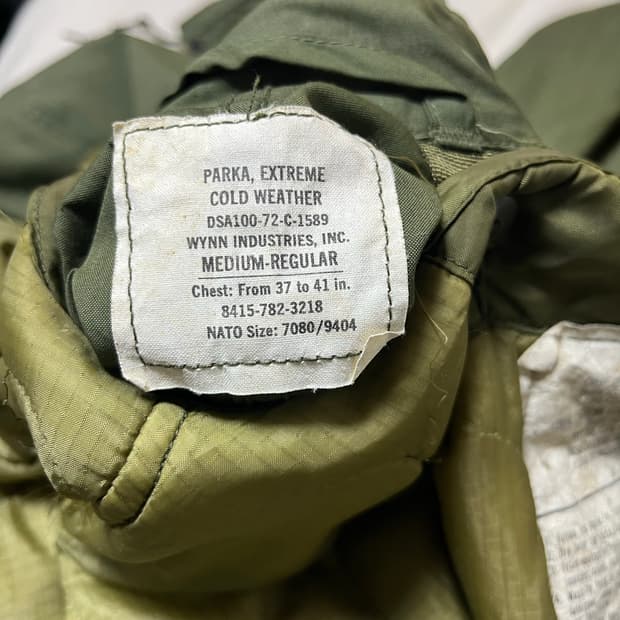 PARKA, EXTREME
COLD WEATHER
DSA100-72-C-1589
WYNN INDUSTRIES, INC.
MEDIUM-REGULAR
Chest: From 37 to 41 in.
8415-782-3218
NATO Size: 7080/9404